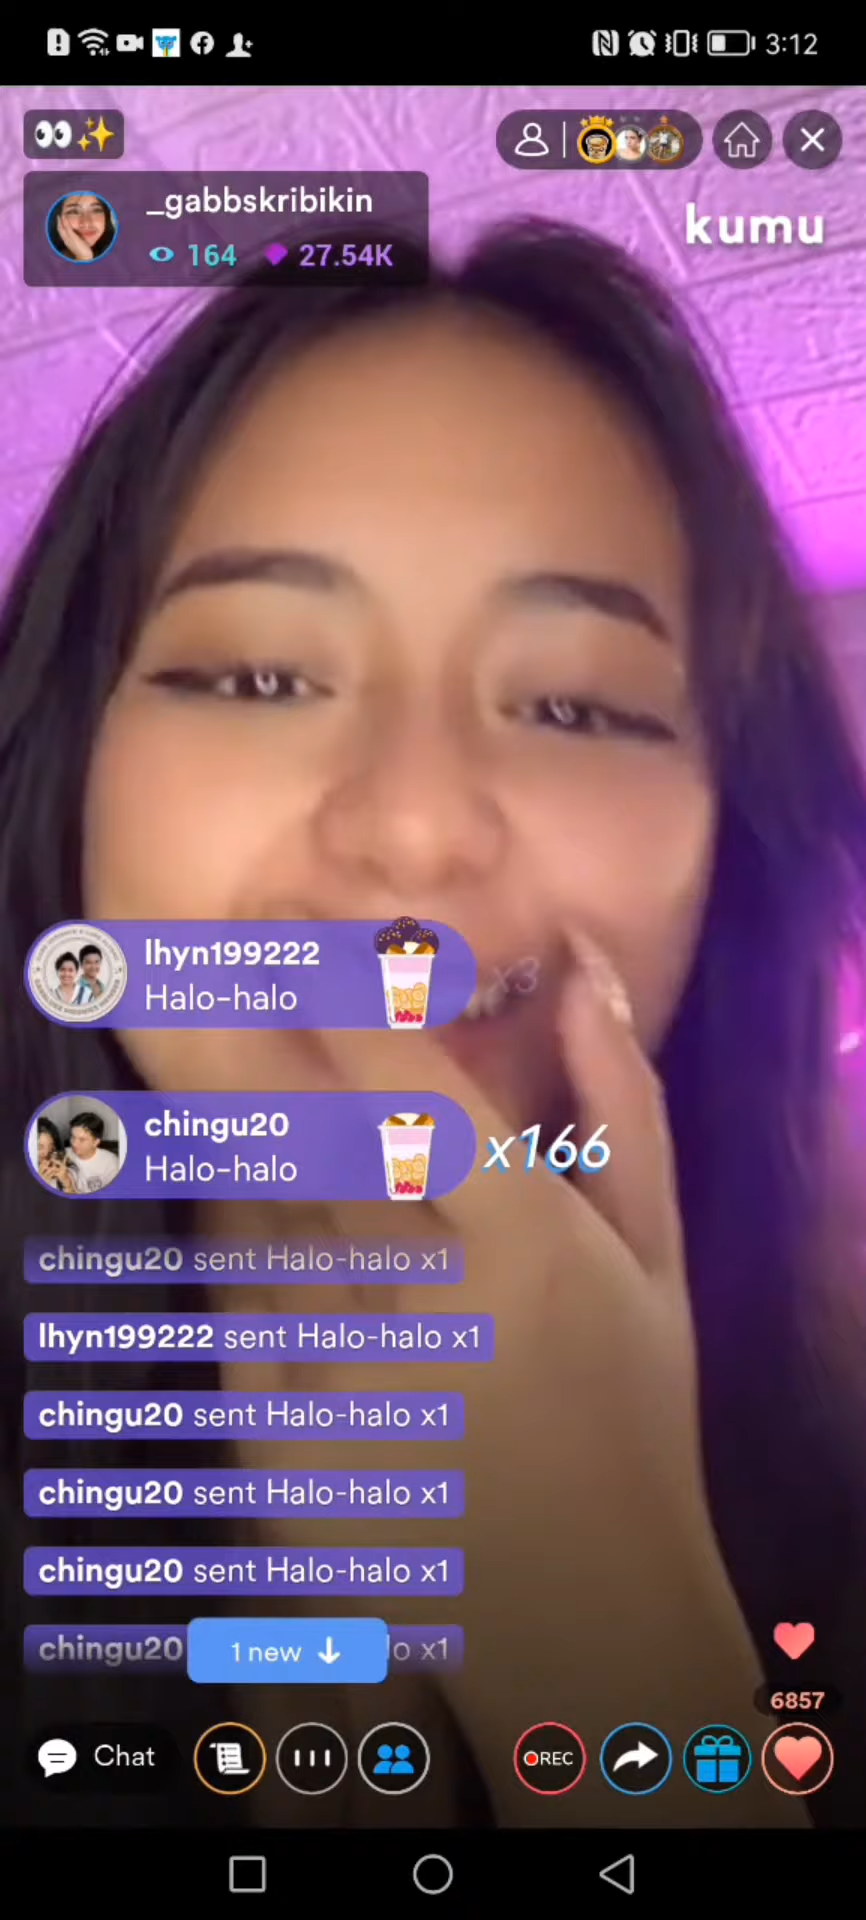 3:12
👀✨
_gabbskribikin
164 27.54K
kumu
lhyn199222
Halo-halo
x3
chingu20
Halo-halo
x166
chingu20 sent Halo-halo x1
lhyn199222 sent Halo-halo x1
chingu20 sent Halo-halo x1
chingu20 sent Halo-halo x1
chingu20 sent Halo-halo x1
chingu20 lo x1
1 new ↓
6857
Chat
REC